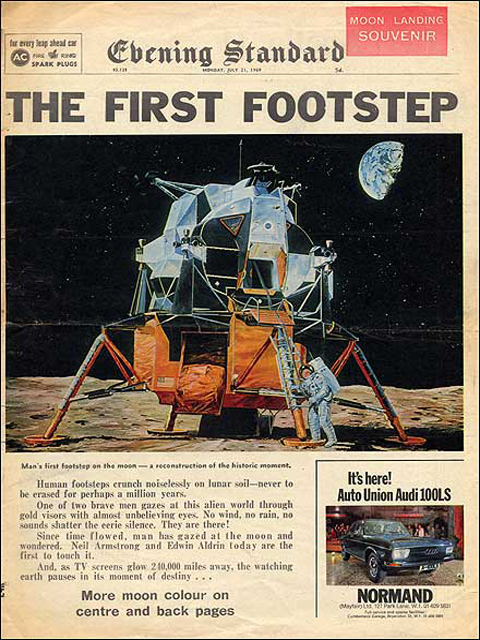 for every leap ahead car
AC FIRE RING
SPARK PLUGS
Evening Standard
MOON LANDING
SOUVENIR
MONDAY, JULY 21, 1969
5d.
THE FIRST FOOTSTEP
Man's first footstep on the moon — a reconstruction of the historic moment.
Human footsteps crunch noiselessly on lunar soil—never to
be erased for perhaps a million years.
One of two brave men gazes at this alien world through
gold visors with almost unbelieving eyes. No wind, no rain, no
sounds shatter the eerie silence. They are there!
Since time flowed, man has gazed at the moon and
wondered. Neil Armstrong and Edwin Aldrin today are the
first to touch it.
And, as TV screens glow 240,000 miles away, the watching
earth pauses in its moment of destiny . . .
More moon colour on
centre and back pages
It's here!
Auto Union Audi 100LS
NORMAND
(Mayfair) Ltd, 127 Park Lane, W.1. 01-629 5831